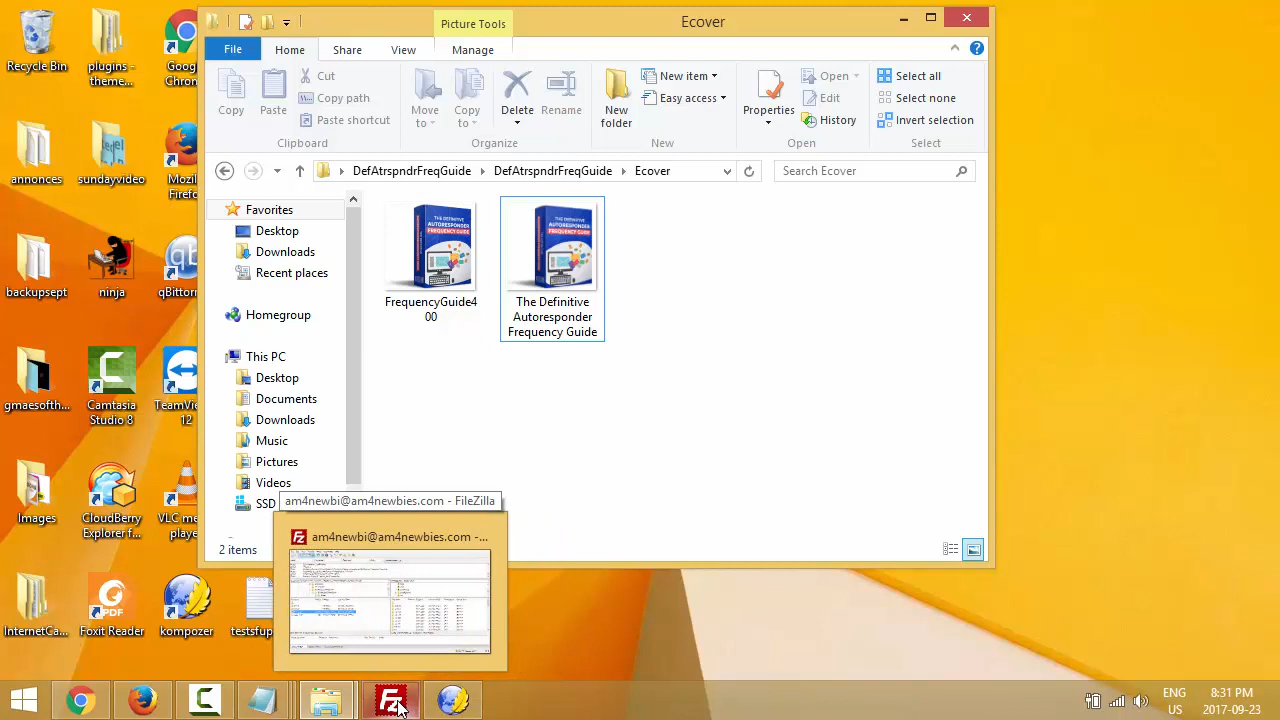 Recycle Bin
plugins - theme...
Goo
Chro
annonces
sundayvideo
Mozil
Firefo
backupsept
ninja
qBittorr
gmaesofth...
Camtasia Studio 8
TeamVie
12
Images
CloudBerry Explorer f...
VLC me
playe
InternetCa...
Foxit Reader
kompozer
testsfup
Picture Tools
Ecover
File
Home
Share
View
Manage
Copy
Paste
Cut
Copy path
Paste shortcut
Clipboard
Move to
Copy to
Delete
Rename
Organize
New folder
New item
Easy access
New
Properties
Open
Edit
History
Open
Select all
Select none
Invert selection
Select
DefAtrspndrFreqGuide
DefAtrspndrFreqGuide
Ecover
Search Ecover
Favorites
Desktop
Downloads
Recent places
Homegroup
This PC
Desktop
Documents
Downloads
Music
Pictures
Videos
SSD
THE DEFINITIVE
AUTORESPONDER
FREQUENCY GUIDE
FrequencyGuide4
00
THE DEFINITIVE
AUTORESPONDER
FREQUENCY GUIDE
The Definitive
Autoresponder
Frequency Guide
2 items
am4newbi@am4newbies.com - FileZilla
am4newbi@am4newbies.com -...
ENG
US
8:31 PM
2017-09-23